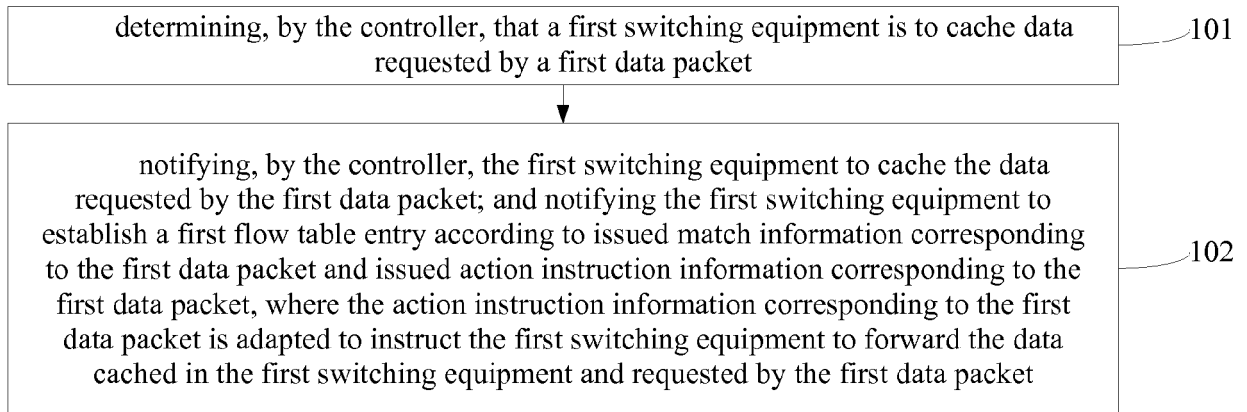 determining, by the controller, that a first switching equipment is to cache data
requested by a first data packet
101
notifying, by the controller, the first switching equipment to cache the data
requested by the first data packet; and notifying the first switching equipment to
establish a first flow table entry according to issued match information corresponding
to the first data packet and issued action instruction information corresponding to the
first data packet, where the action instruction information corresponding to the first
data packet is adapted to instruct the first switching equipment to forward the data
cached in the first switching equipment and requested by the first data packet
102